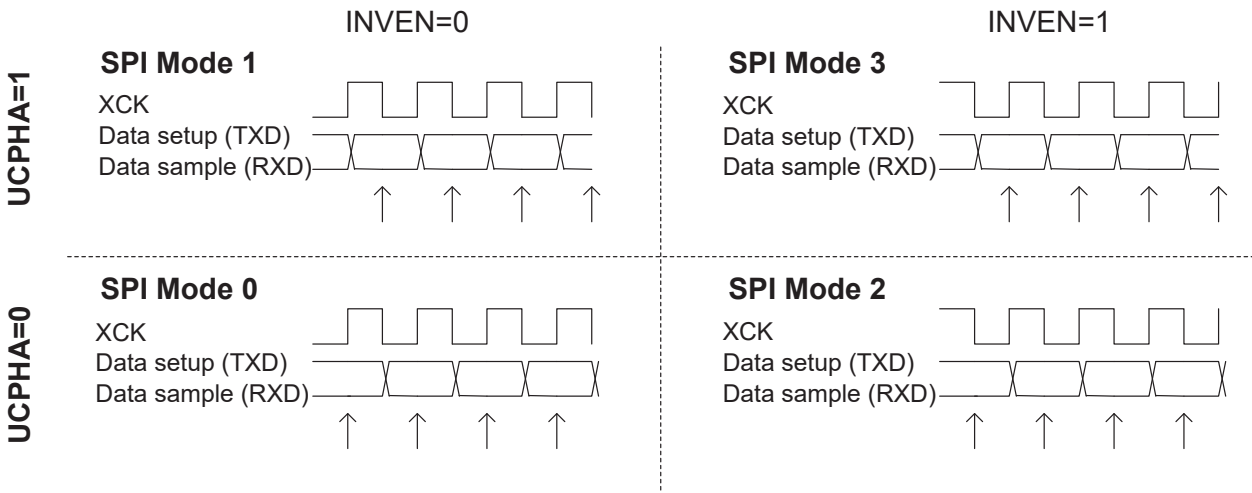 INVEN=0
INVEN=1
UCPHA=1
SPI Mode 1
XCK
Data setup (TXD)
Data sample (RXD)
SPI Mode 3
XCK
Data setup (TXD)
Data sample (RXD)
UCPHA=0
SPI Mode 0
XCK
Data setup (TXD)
Data sample (RXD)
SPI Mode 2
XCK
Data setup (TXD)
Data sample (RXD)